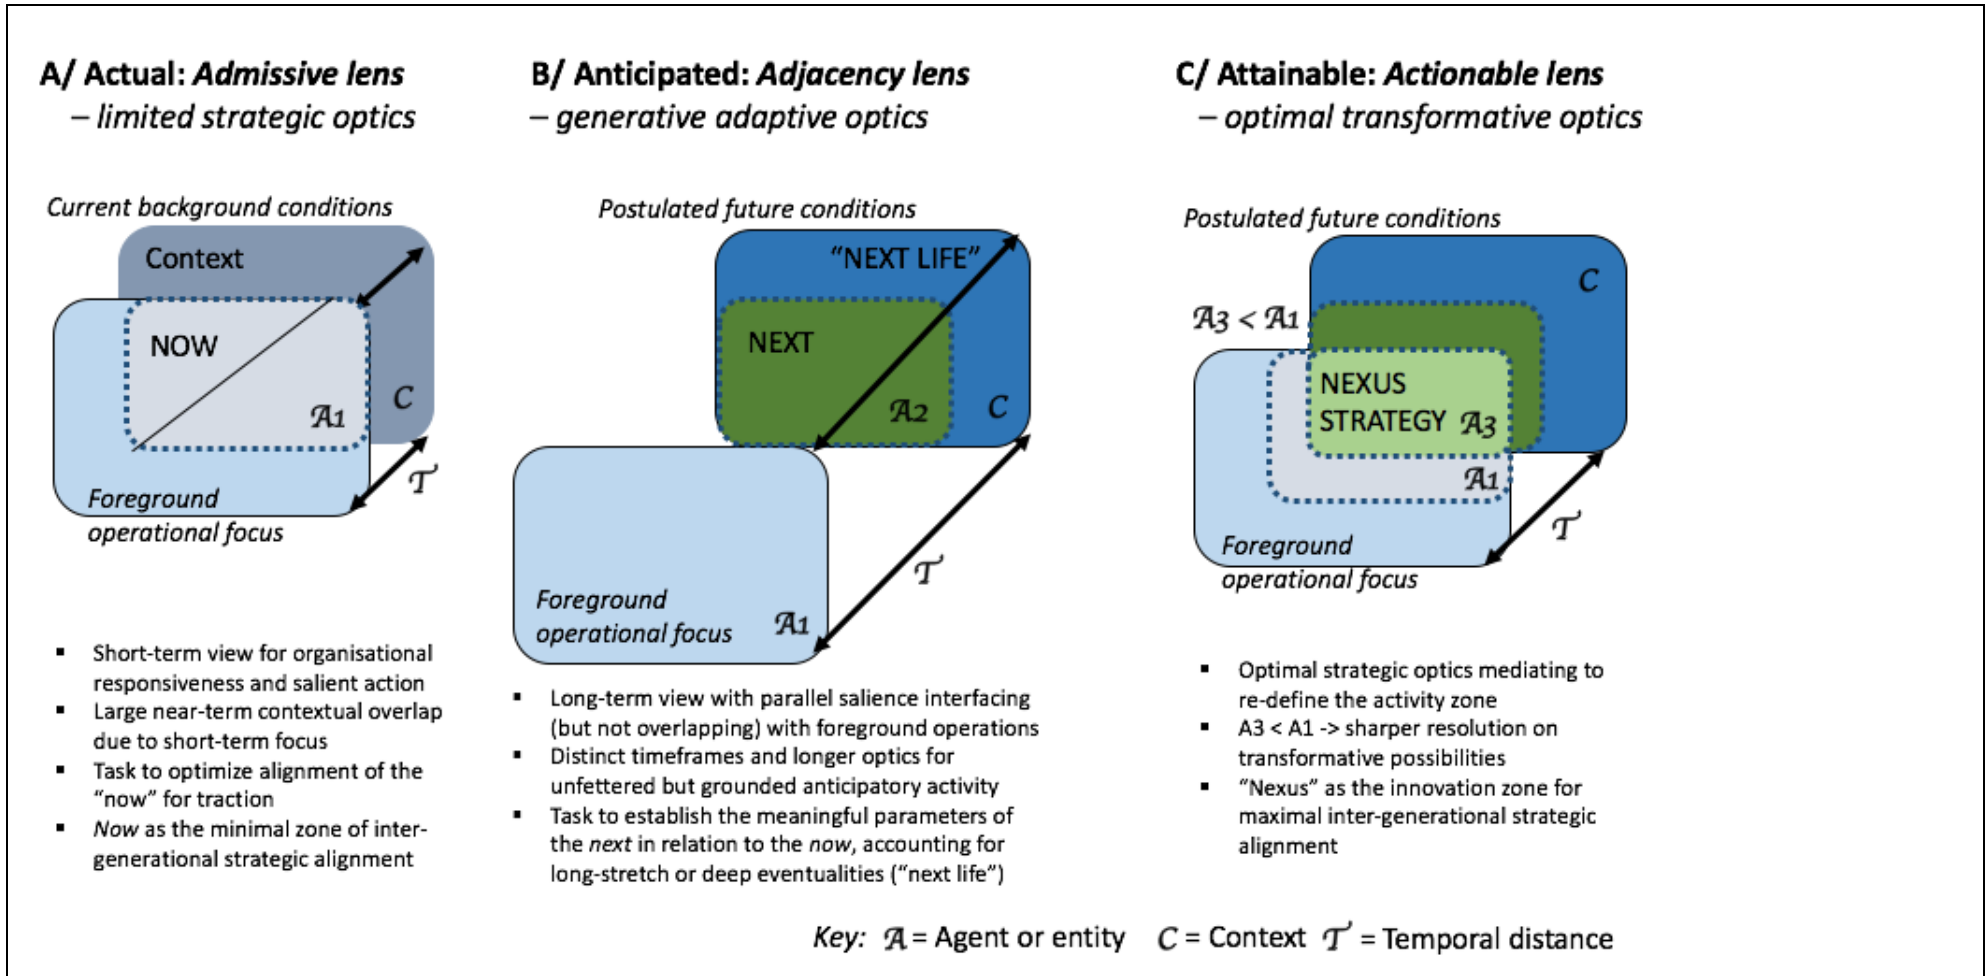 A/ Actual: Admissive lens
– limited strategic optics
Current background conditions
Context
NOW
A1
C
T
Foreground
operational focus
▪ Short-term view for organisational
responsiveness and salient action
▪ Large near-term contextual overlap
due to short-term focus
▪ Task to optimize alignment of the
“now” for traction
▪ Now as the minimal zone of inter-
generational strategic alignment
B/ Anticipated: Adjacency lens
– generative adaptive optics
Postulated future conditions
“NEXT LIFE”
NEXT
A2
C
T
Foreground
operational focus
A1
▪ Long-term view with parallel salience interfacing
(but not overlapping) with foreground operations
▪ Distinct timeframes and longer optics for
unfettered but grounded anticipatory activity
▪ Task to establish the meaningful parameters of
the next in relation to the now, accounting for
long-stretch or deep eventualities (“next life”)
C/ Attainable: Actionable lens
– optimal transformative optics
Postulated future conditions
C
A3 < A1
NEXUS
STRATEGY A3
A1
T
Foreground
operational focus
▪ Optimal strategic optics mediating to
re-define the activity zone
▪ A3 < A1 -> sharper resolution on
transformative possibilities
▪ “Nexus” as the innovation zone for
maximal inter-generational strategic
alignment
Key: A = Agent or entity C = Context T = Temporal distance